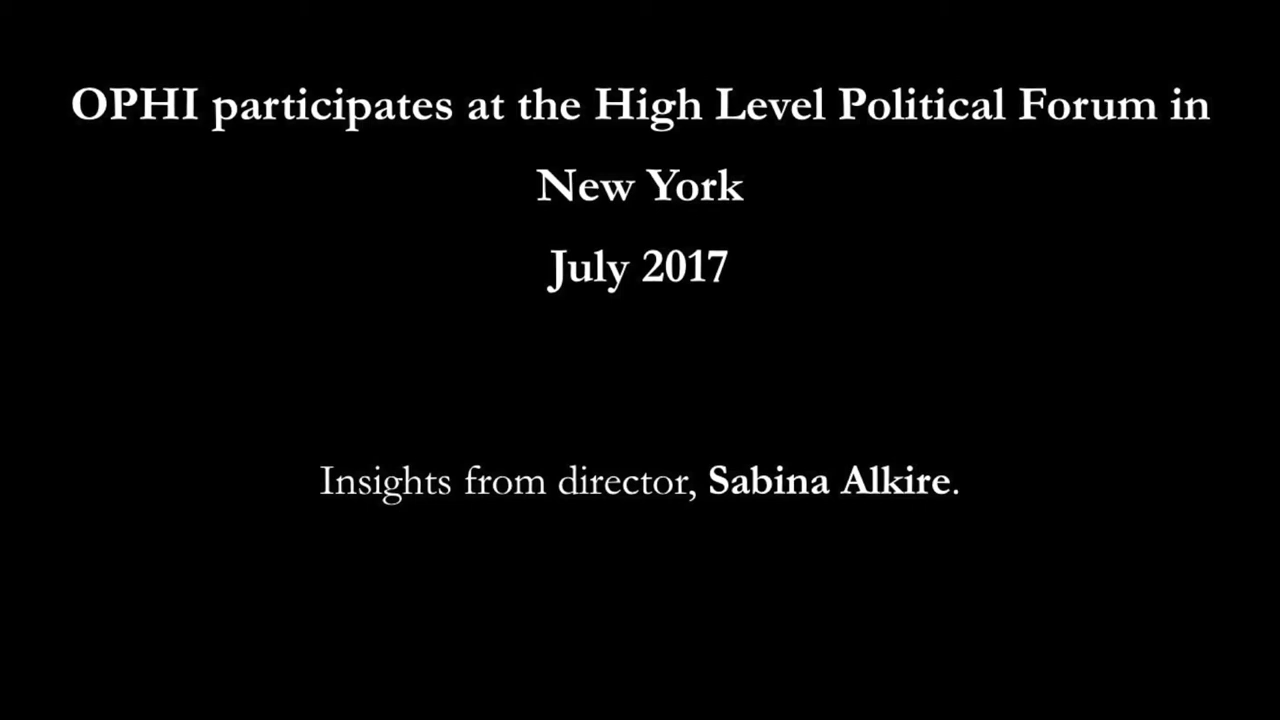 OPHI participates at the High Level Political Forum in
New York
July 2017
Insights from director, Sabina Alkire.